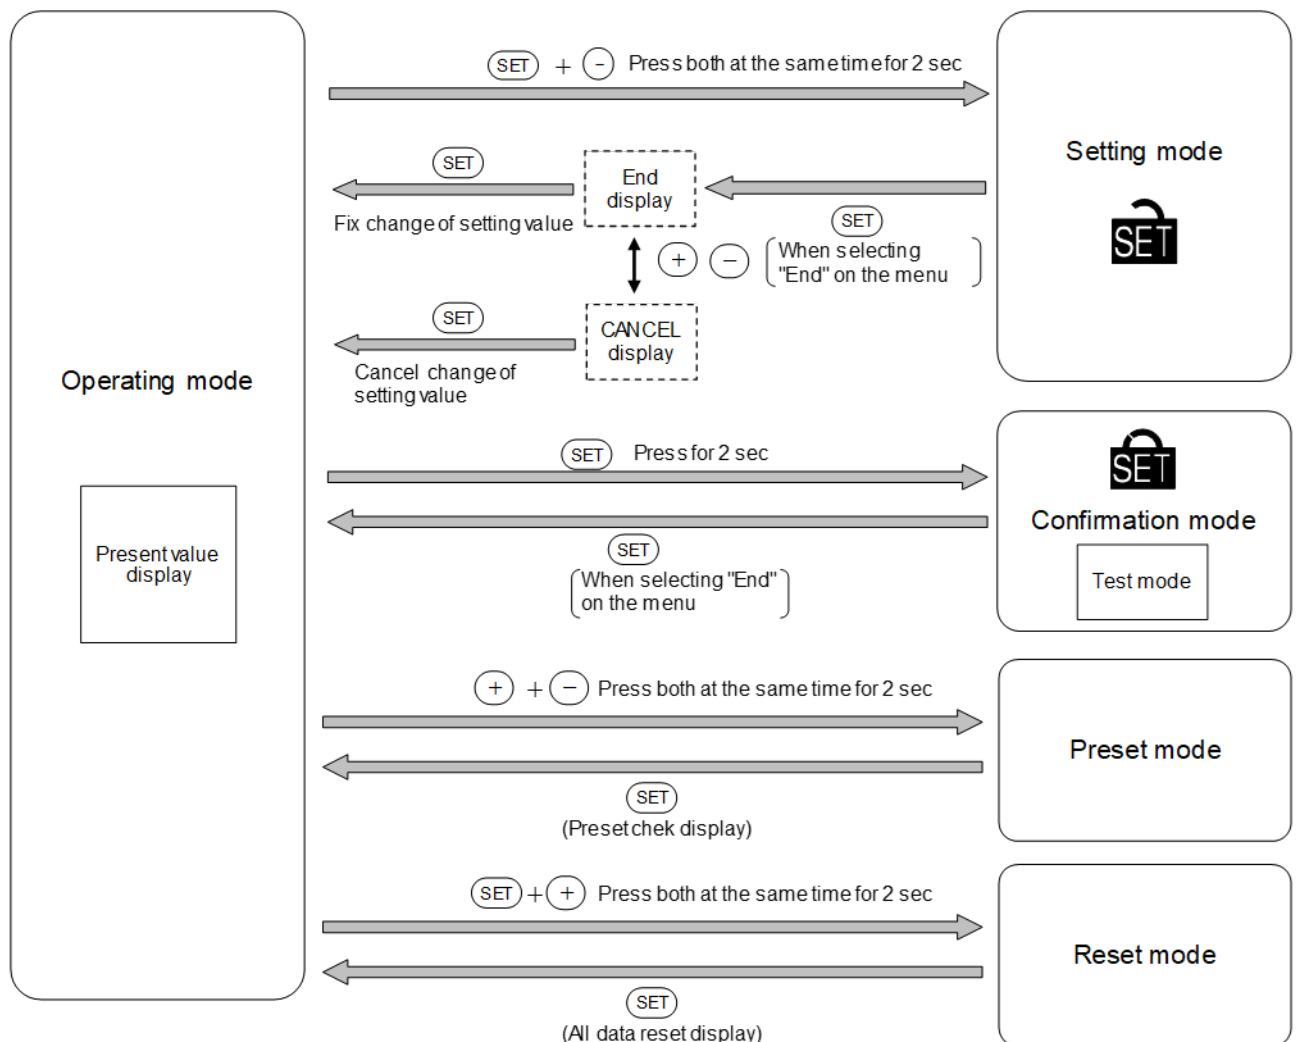 SET + − Press both at the same time for 2 sec
Setting mode
SET
SET
End
display
Fix change of setting value
SET
+ −
When selecting
"End" on the menu
SET
CANCEL
display
Cancel change of
setting value
Operating mode
Present value
display
SET Press for 2 sec
SET
Confirmation mode
Test mode
SET
When selecting "End"
on the menu
+ + − Press both at the same time for 2 sec
Preset mode
SET
(Preset chek display)
SET + + Press both at the same time for 2 sec
Reset mode
SET
(All data reset display)